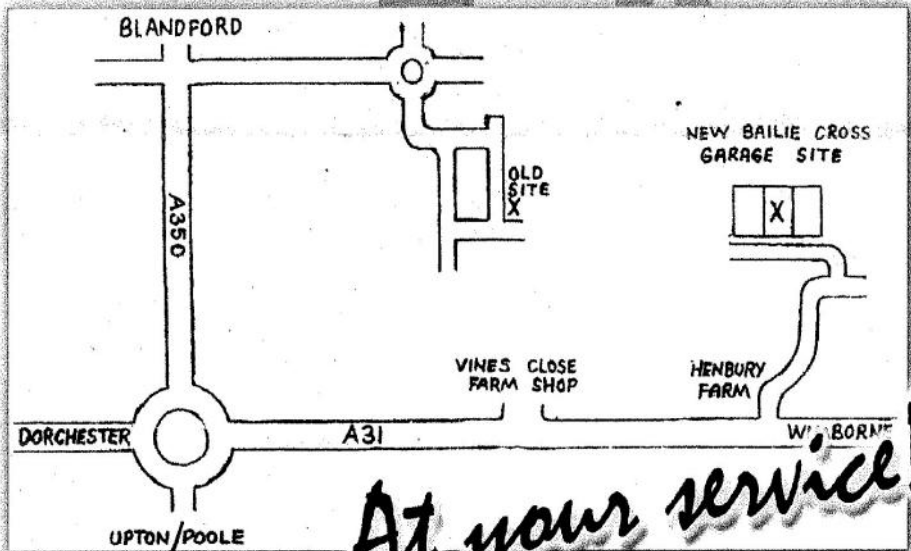 BLANDFORD
NEW BAILIE CROSS
GARAGE SITE
X
OLD
SITE
X
A350
VINES CLOSE
FARM SHOP
HENBURY
FARM
DORCHESTER
A31
WIMBORNE
At your service
UPTON/POOLE